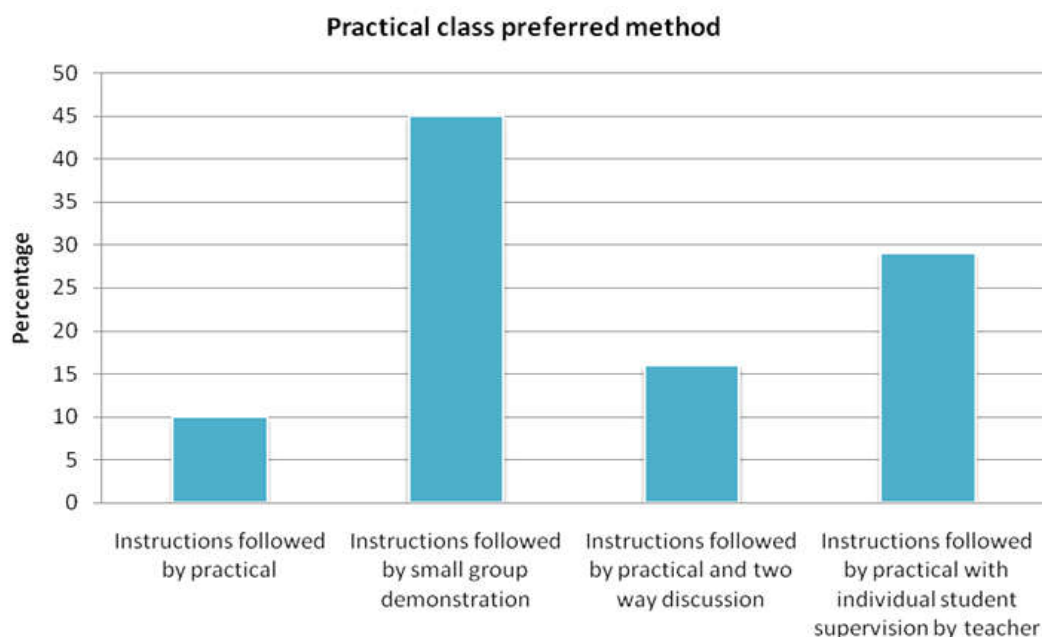 Practical class preferred method
Percentage
50
45
40
35
30
25
20
15
10
5
0
Instructions followed
by practical
Instructions followed
by small group
demonstration
Instructions followed
by practical and two
way discussion
Instructions followed
by practical with
individual student
supervision by teacher